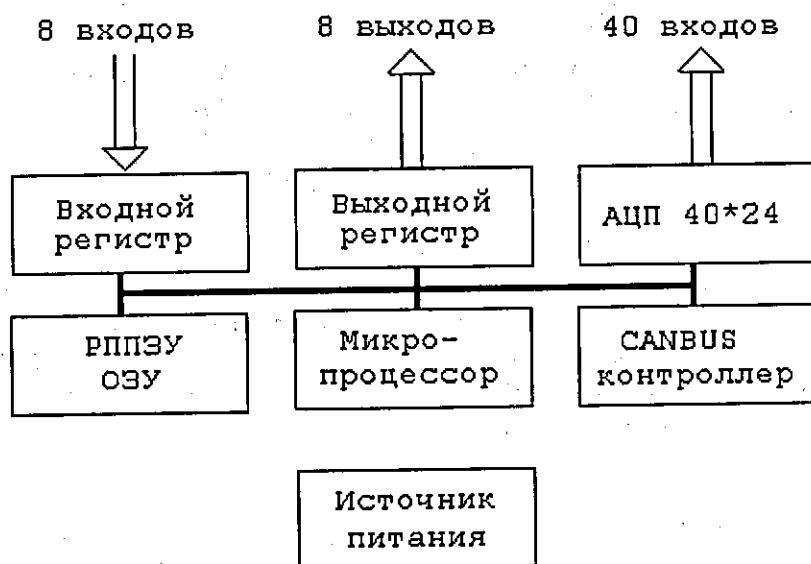 8 входов
8 выходов
40 входов
Входной
регистр
Выходной
регистр
АЦП 40*24
РППЗУ
ОЗУ
Микро-
процессор
CANBUS
контроллер
Источник
питания